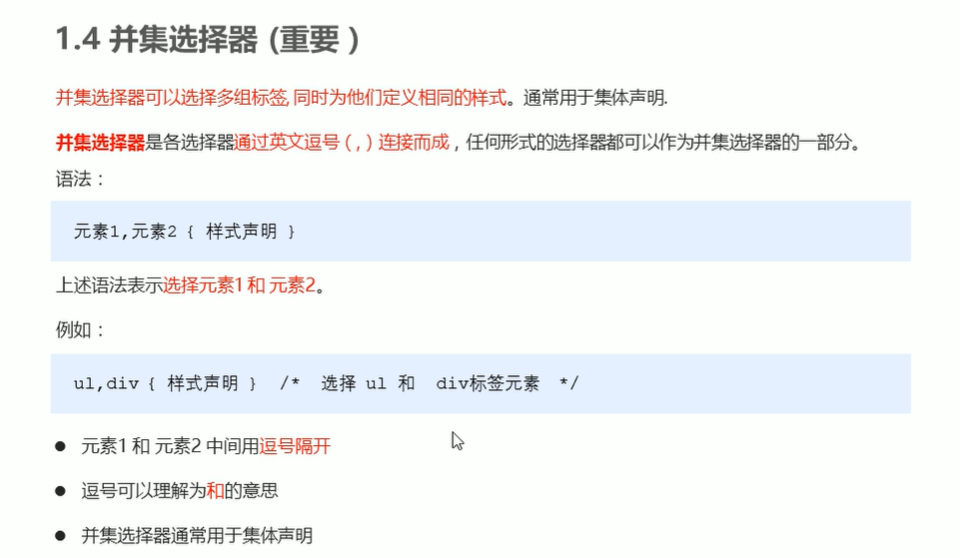 1.4 并集选择器 (重要 )
并集选择器可以选择多组标签, 同时为他们定义相同的样式。通常用于集体声明.
并集选择器是各选择器通过英文逗号 ( , ) 连接而成，任何形式的选择器都可以作为并集选择器的一部分。
语法：
元素1,元素2 { 样式声明 }
上述语法表示选择元素1 和 元素2。
例如：
ul,div { 样式声明 } /* 选择 ul 和 div标签元素 */
● 元素1 和 元素2 中间用逗号隔开
● 逗号可以理解为和的意思
● 并集选择器通常用于集体声明